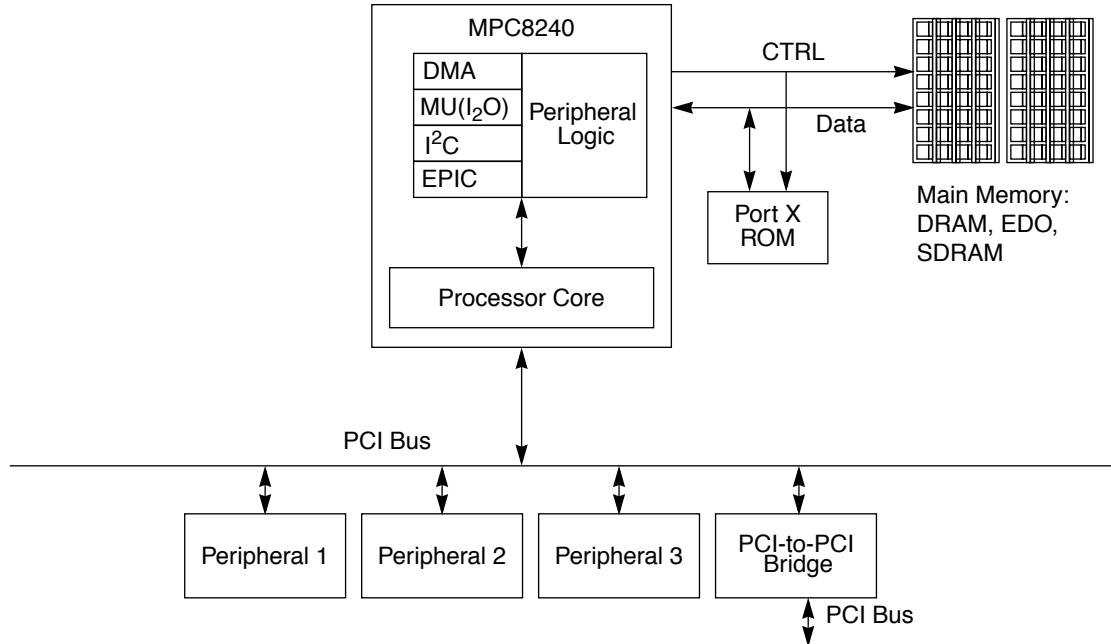 MPC8240
DMA
MU(I₂O)
I²C
EPIC
Peripheral
Logic
Processor Core
CTRL
Data
Port X
ROM
Main Memory:
DRAM, EDO,
SDRAM
PCI Bus
Peripheral 1
Peripheral 2
Peripheral 3
PCI-to-PCI
Bridge
PCI Bus